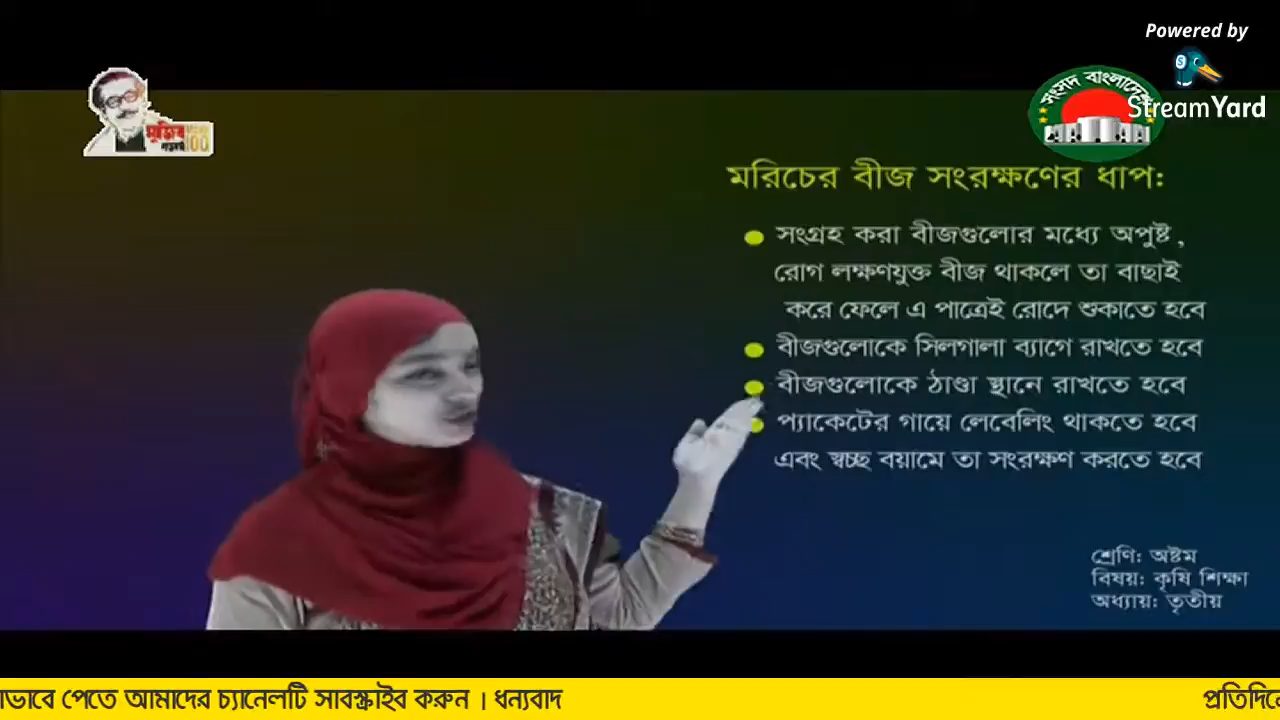 Powered by
StreamYard
সংসদ বাংলাদেশ
মুজিব
100
মরিচের বীজ সংরক্ষণের ধাপ:
সংগ্রহ করা বীজগুলোর মধ্যে অপুষ্ট,
রোগ লক্ষণযুক্ত বীজ থাকলে তা বাছাই
করে ফেলে এ পাত্রেই রোদে শুকাতে হবে
বীজগুলোকে সিলগালা ব্যাগে রাখতে হবে
বীজগুলোকে ঠাণ্ডা স্থানে রাখতে হবে
প্যাকেটের গায়ে লেবেলিং থাকতে হবে
এবং স্বচ্ছ বয়ামে তা সংরক্ষণ করতে হবে
শ্রেণি: অষ্টম
বিষয়: কৃষি শিক্ষা
অধ্যায়: তৃতীয়
পেতে আমাদের চ্যানেলটি সাবস্ক্রাইব করুন । ধন্যবাদ